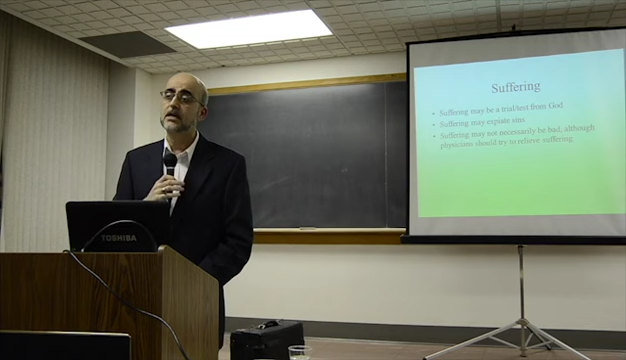 Suffering
• Suffering may be a trial/test from God
• Suffering may expiate sins
• Suffering may not necessarily be bad, although
physicians should try to relieve suffering
TOSHIBA